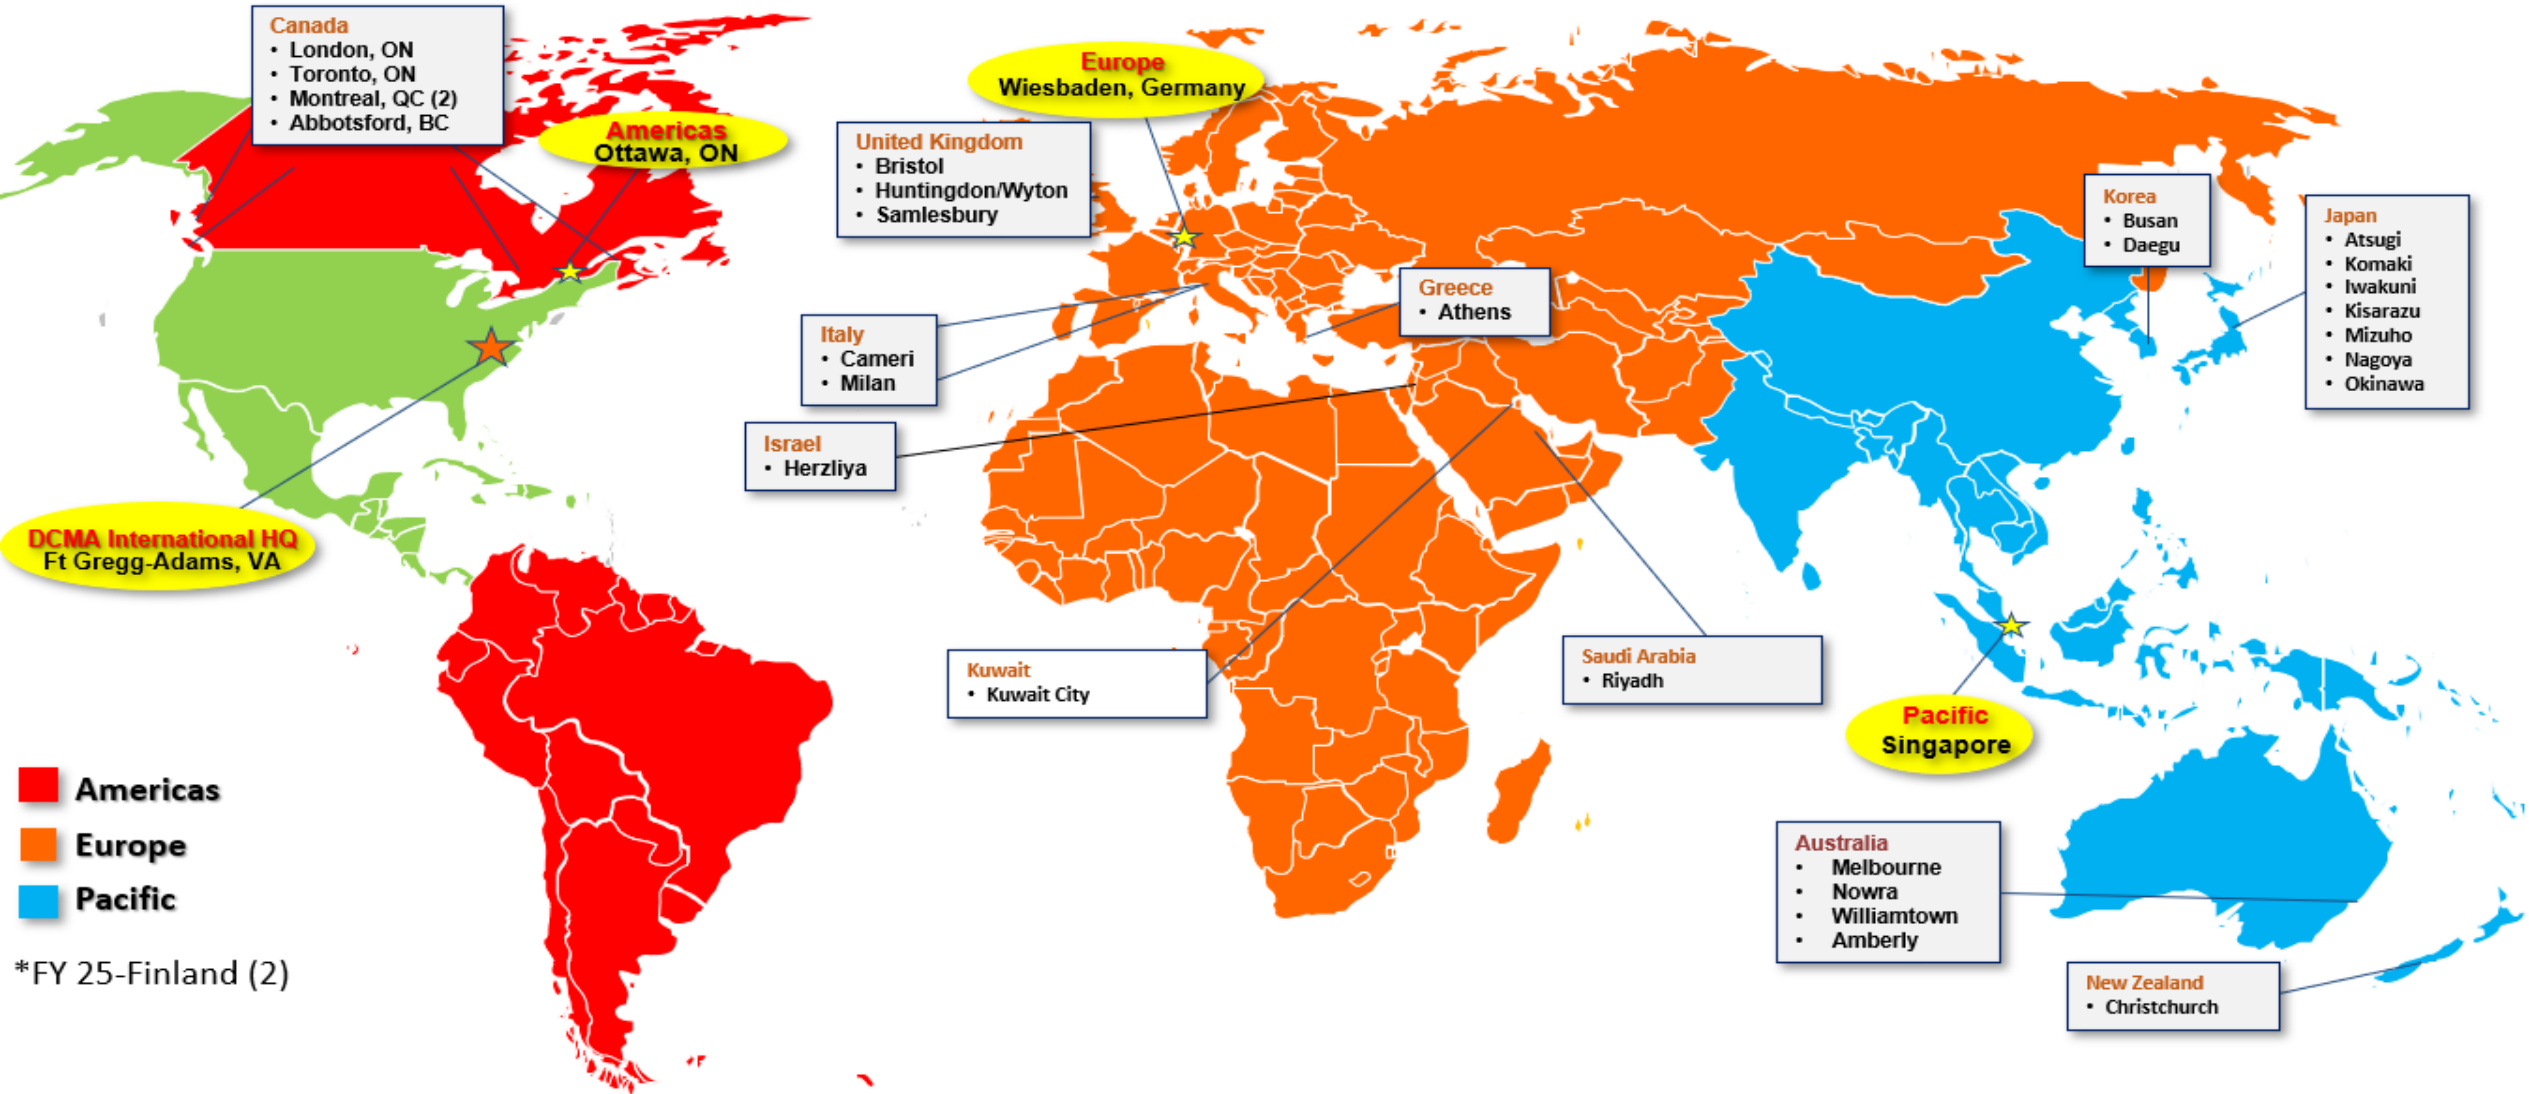 Canada
• London, ON
• Toronto, ON
• Montreal, QC (2)
• Abbotsford, BC
Americas
Ottawa, ON
Europe
Wiesbaden, Germany
United Kingdom
• Bristol
• Huntingdon/Wyton
• Samlesbury
Korea
• Busan
• Daegu
Japan
• Atsugi
• Komaki
• Iwakuni
• Kisarazu
• Mizuho
• Nagoya
• Okinawa
Greece
• Athens
Italy
• Cameri
• Milan
Israel
• Herzliya
DCMA International HQ
Ft Gregg-Adams, VA
Kuwait
• Kuwait City
Saudi Arabia
• Riyadh
Pacific
Singapore
Americas
Europe
Pacific
*FY 25-Finland (2)
Australia
• Melbourne
• Nowra
• Williamtown
• Amberly
New Zealand
• Christchurch